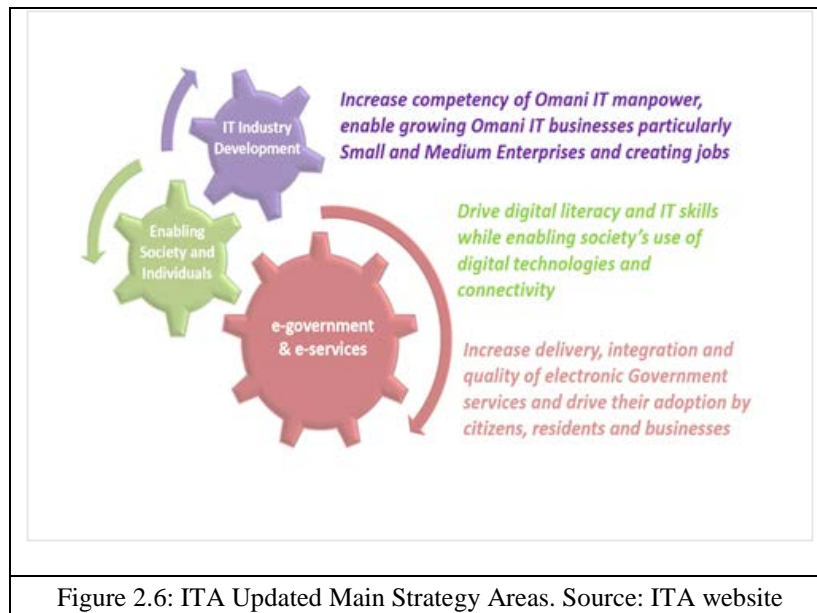 IT Industry
Development
Increase competency of Omani IT manpower,
enable growing Omani IT businesses particularly
Small and Medium Enterprises and creating jobs
Enabling
Society and
Individuals
Drive digital literacy and IT skills
while enabling society's use of
digital technologies and
connectivity
e-government
& e-services
Increase delivery, integration and
quality of electronic Government
services and drive their adoption by
citizens, residents and businesses
Figure 2.6: ITA Updated Main Strategy Areas. Source: ITA website